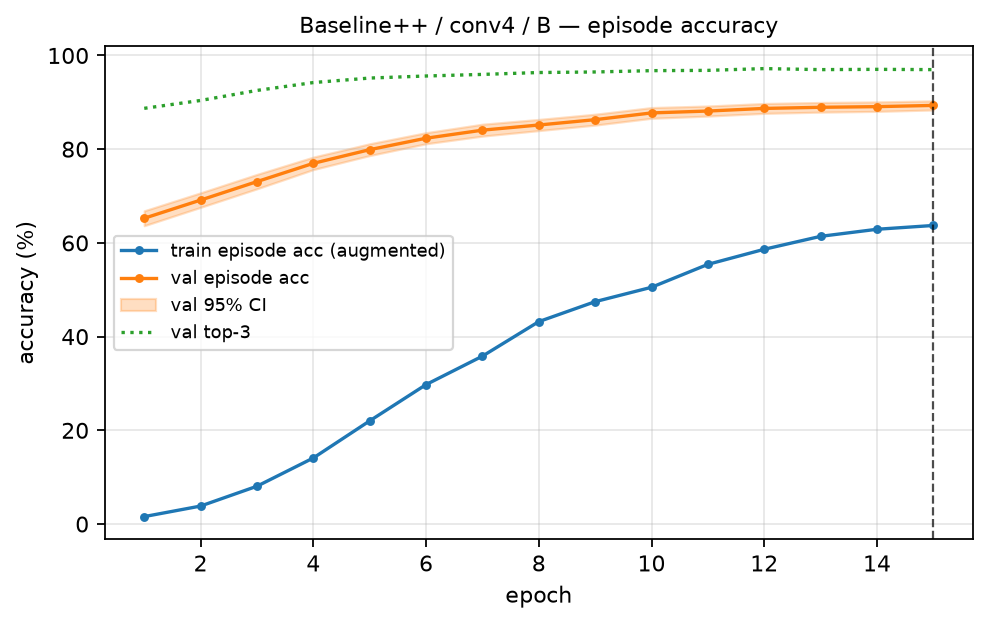 Baseline++ / conv4 / B — episode accuracy
accuracy (%)
100
80
60
40
20
0
train episode acc (augmented)
val episode acc
val 95% CI
val top-3
2 4 6 8 10 12 14
epoch